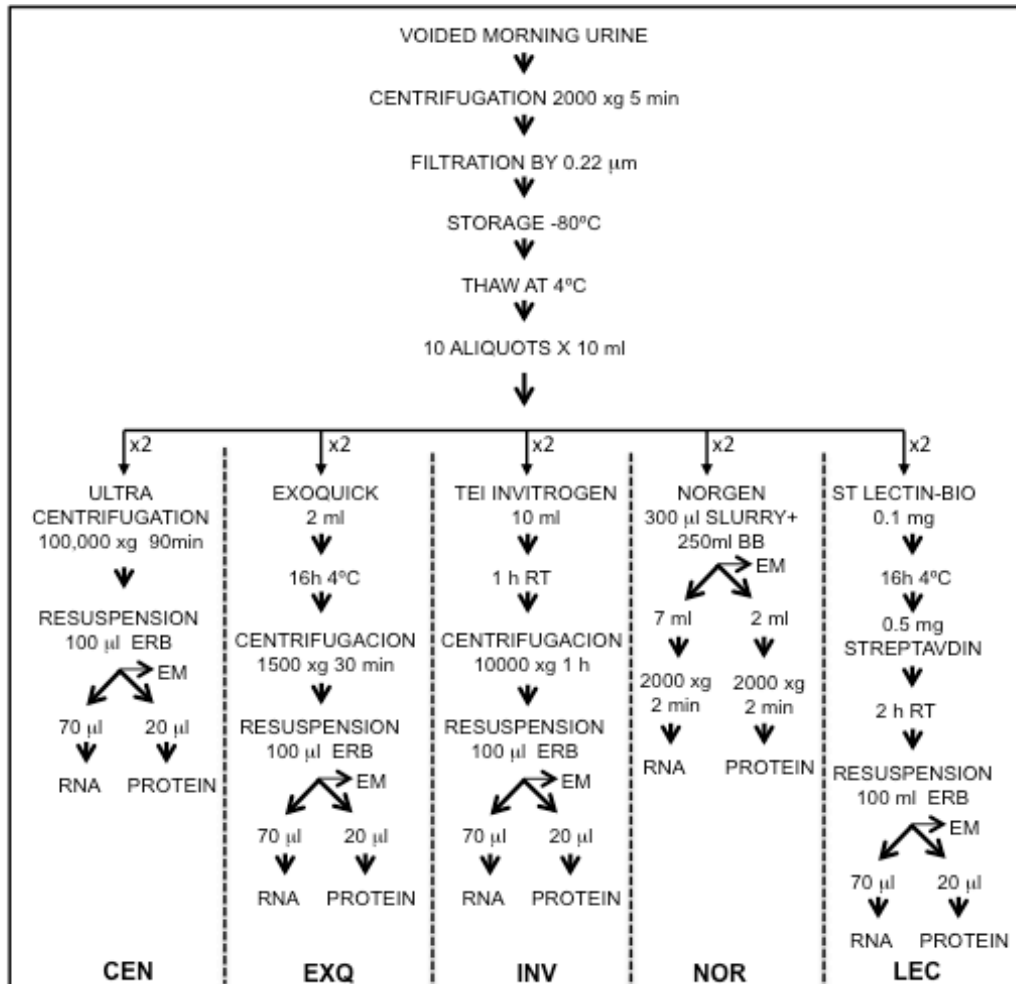 VOIDED MORNING URINE
CENTRIFUGATION 2000 xg 5 min
FILTRATION BY 0.22 μm
STORAGE -80ºC
THAW AT 4ºC
10 ALIQUOTS X 10 ml
x2
ULTRA
CENTRIFUGATION
100,000 xg 90min
RESUSPENSION
100 μl ERB
EM
70 μl 20 μl
RNA PROTEIN
CEN
x2
EXOQUICK
2 ml
16h 4ºC
CENTRIFUGACION
1500 xg 30 min
RESUSPENSION
100 μl ERB
EM
70 μl 20 μl
RNA PROTEIN
EXQ
x2
TEI INVITROGEN
10 ml
1 h RT
CENTRIFUGACION
10000 xg 1 h
RESUSPENSION
100 μl ERB
EM
70 μl 20 μl
RNA PROTEIN
INV
x2
NORGEN
300 μl SLURRY+
250ml BB
EM
7 ml 2 ml
2000 xg 2000 xg
2 min 2 min
RNA PROTEIN
NOR
x2
ST LECTIN-BIO
0.1 mg
16h 4ºC
0.5 mg
STREPTAVDIN
2 h RT
RESUSPENSION
100 ml ERB
EM
70 μl 20 μl
RNA PROTEIN
LEC